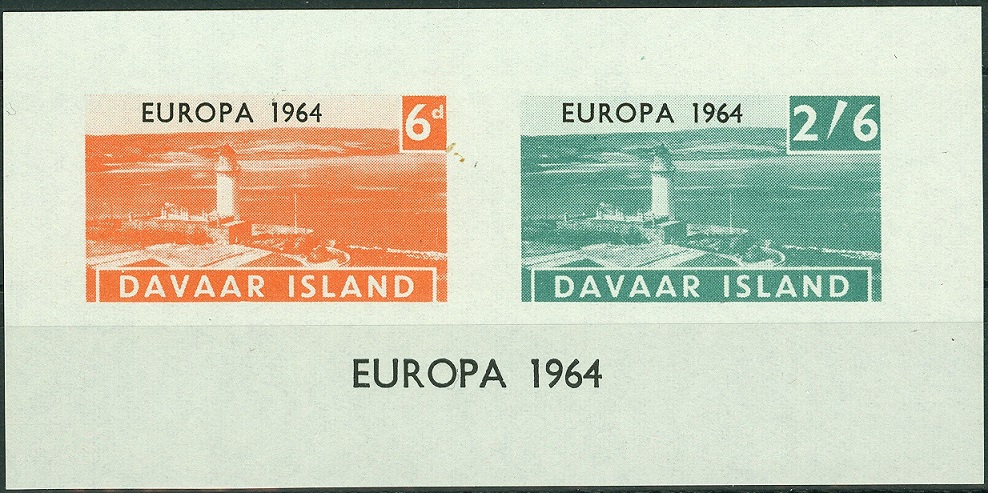 EUROPA 1964 6d
DAVAAR ISLAND
EUROPA 1964 2/6
DAVAAR ISLAND
EUROPA 1964